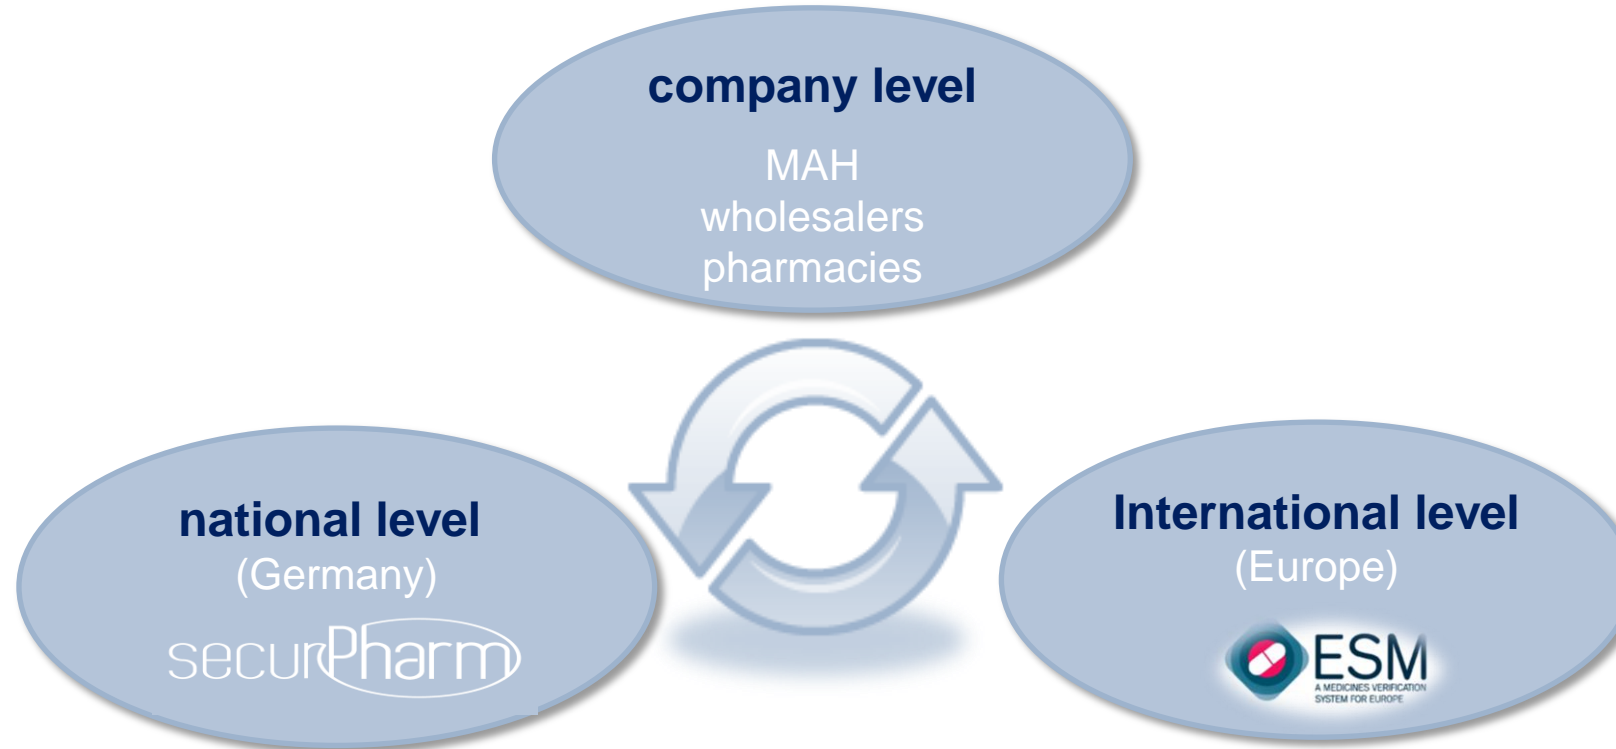 company level
MAH
wholesalers
pharmacies
national level
(Germany)
securPharm
International level
(Europe)
ESM
A MEDICINES VERIFICATION
SYSTEM FOR EUROPE